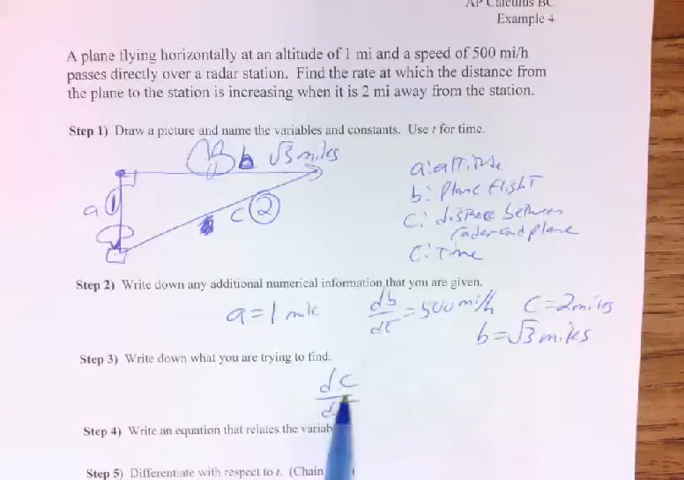 AP Calculus BC
Example 4
A plane flying horizontally at an altitude of 1 mi and a speed of 500 mi/h
passes directly over a radar station. Find the rate at which the distance from
the plane to the station is increasing when it is 2 mi away from the station.
Step 1) Draw a picture and name the variables and constants. Use t for time.
b √3 miles
a 1
c 2
a: altitude
b: Plane flight
C: distance between
radar and plane
C: Time
Step 2) Write down any additional numerical information that you are given.
a=1 mile db/dt = 500 mi/h C=2 miles
b=√3 miles
Step 3) Write down what you are trying to find.
dC
d
Step 4) Write an equation that relates the variab
Step 5) Differentiate with respect to t. (Chain